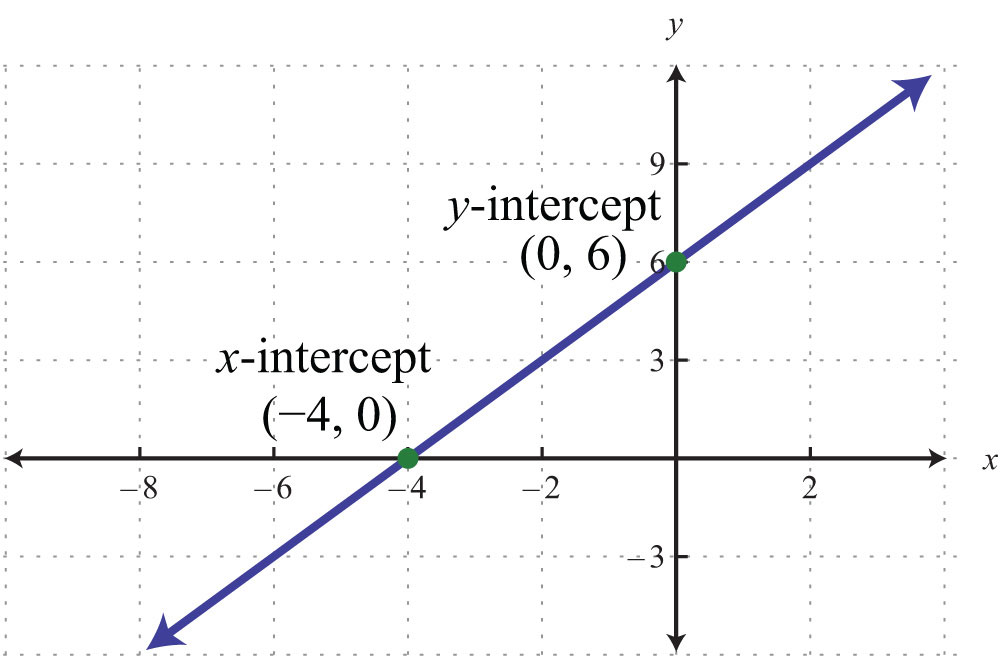 y
9
y-intercept
(0, 6)
6
x-intercept
3
(−4, 0)
x
−8 −6 −4 −2 2
−3